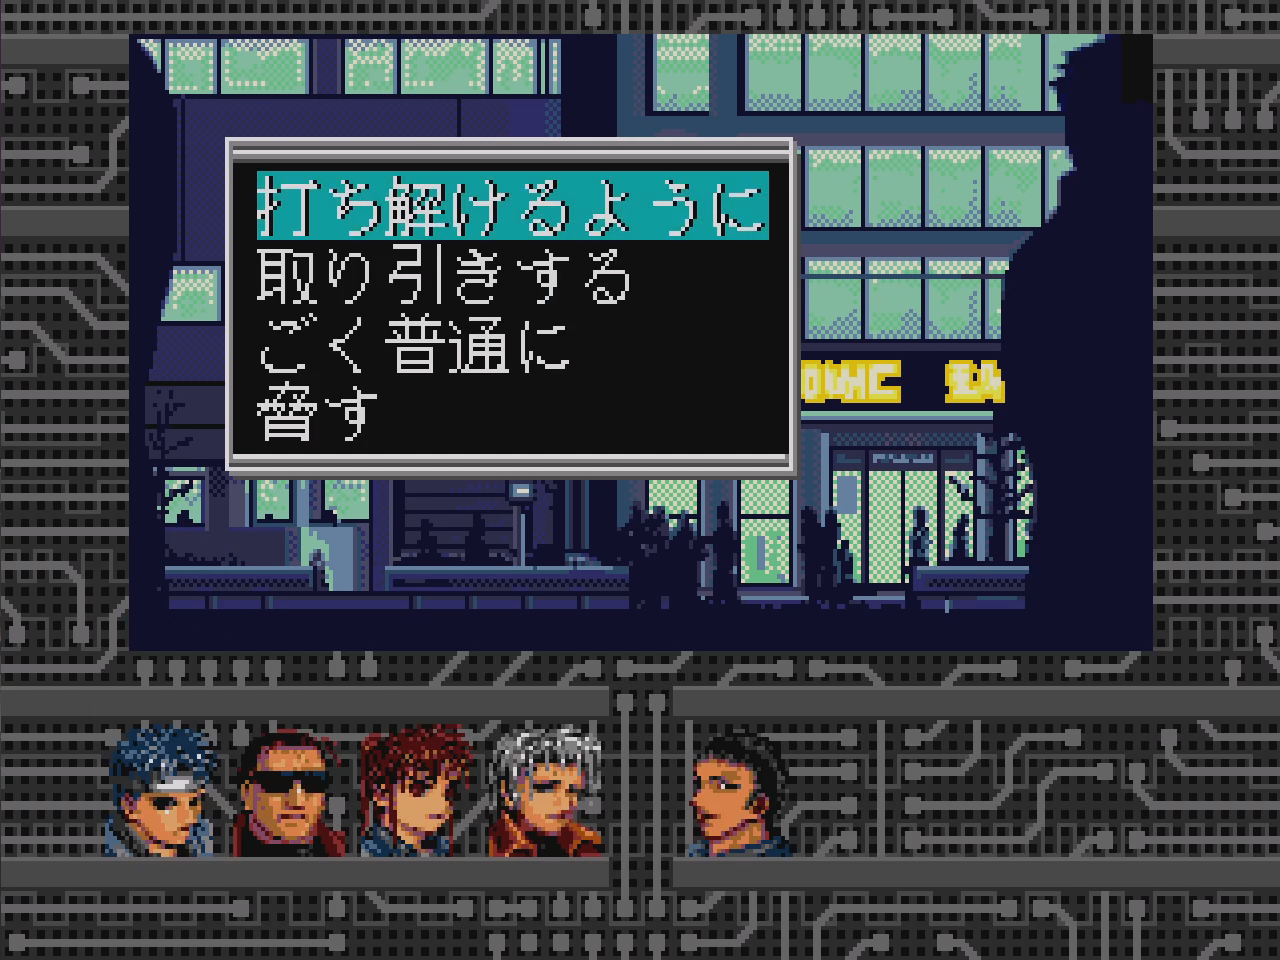 打ち解けるように
取り引きする
ごく普通に
脅す